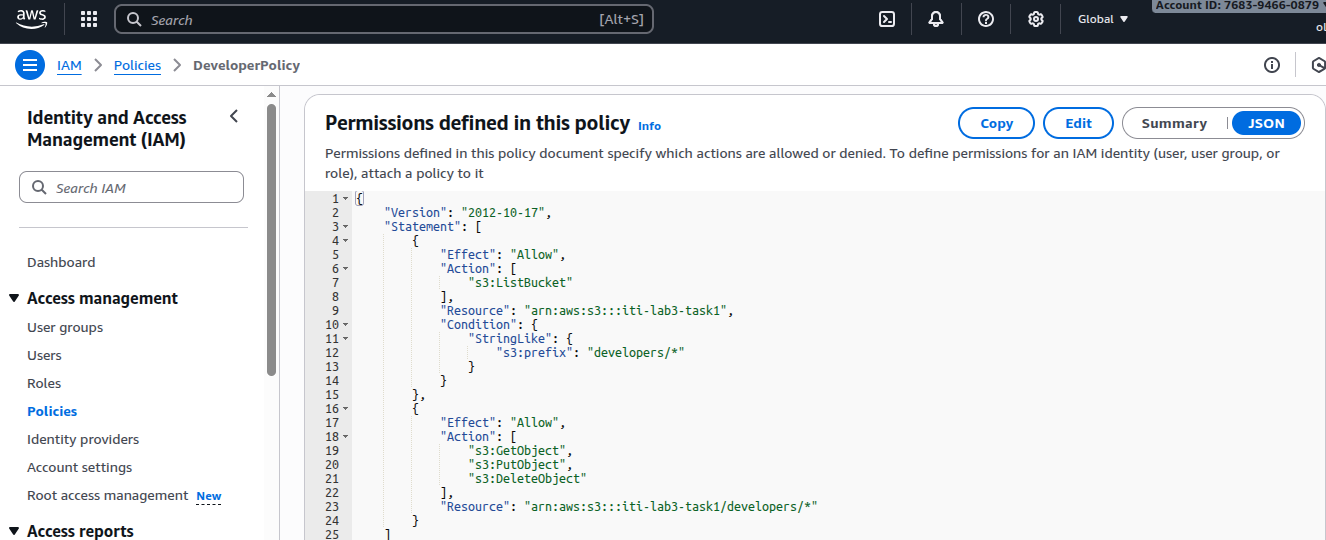 aws
Search [Alt+S]
Global
Account ID: 7683-9466-0879
IAM > Policies > DeveloperPolicy
Identity and Access
Management (IAM)
Search IAM
Dashboard
Access management
User groups
Users
Roles
Policies
Identity providers
Account settings
Root access management New
Access reports
Permissions defined in this policy Info
Copy Edit Summary JSON
Permissions defined in this policy document specify which actions are allowed or denied. To define permissions for an IAM identity (user, user group, or
role), attach a policy to it
1 {
2 "Version": "2012-10-17",
3 "Statement": [
4 {
5 "Effect": "Allow",
6 "Action": [
7 "s3:ListBucket"
8 ],
9 "Resource": "arn:aws:s3:::iti-lab3-task1",
10 "Condition": {
11 "StringLike": {
12 "s3:prefix": "developers/*"
13 }
14 }
15 },
16 {
17 "Effect": "Allow",
18 "Action": [
19 "s3:GetObject",
20 "s3:PutObject",
21 "s3:DeleteObject"
22 ],
23 "Resource": "arn:aws:s3:::iti-lab3-task1/developers/*"
24 }
25 ]